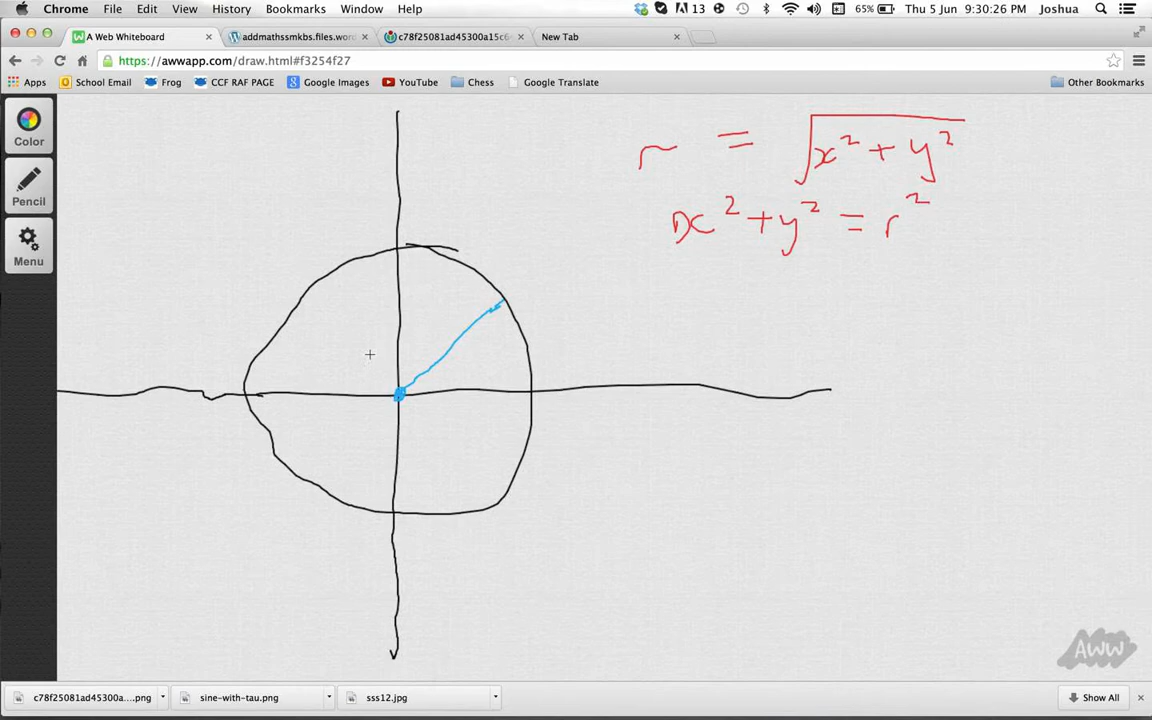 Chrome File Edit View History Bookmarks Window Help 13 65% Thu 5 Jun 9:30:26 PM Joshua
A Web Whiteboard addmathssmkbs.files.wor c78f25081ad45300a15c6 New Tab
https://awwapp.com/draw.html#f3254f27
Apps School Email Frog CCF RAF PAGE Google Images YouTube Chess Google Translate Other Bookmarks
Color
Pencil
Menu
r = √x² + y²
x² + y² = r²
AWW
c78f25081ad45300a....png sine-with-tau.png sss12.jpg Show All